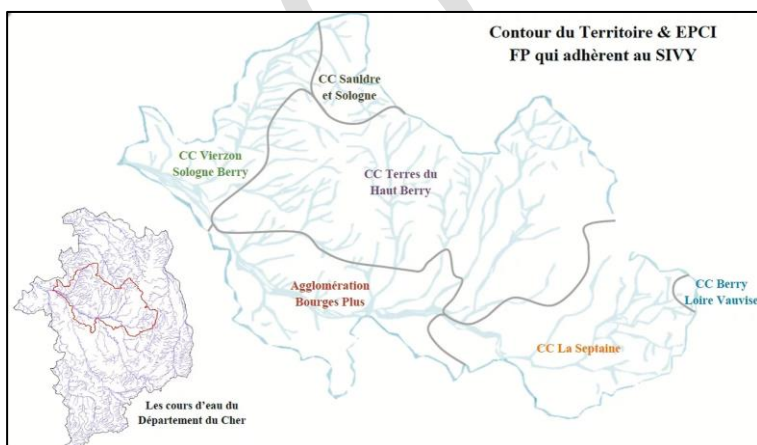 Contour du Territoire & EPCI
FP qui adhèrent au SIVY
CC Sauldre
et Sologne
CC Vierzon
Sologne Berry
CC Terres du
Haut Berry
Agglomération
Bourges Plus
CC Berry
Loire Vauvise
CC La Septaine
Les cours d'eau du
Département du Cher